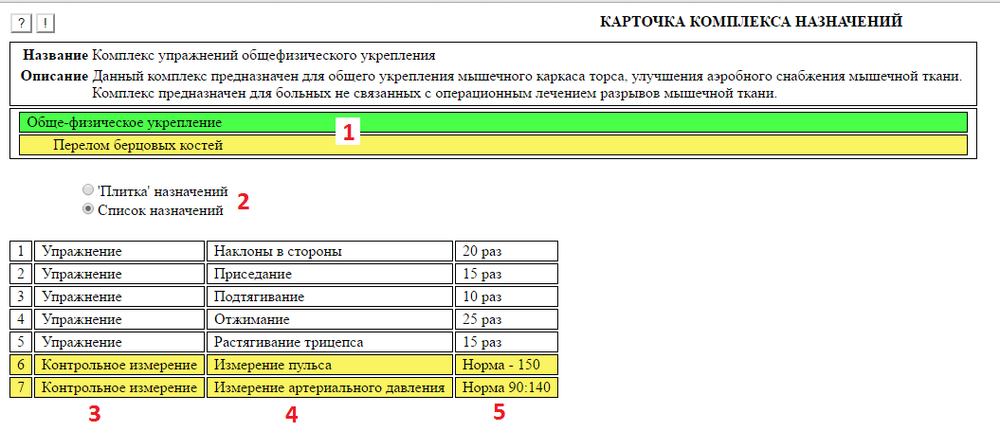 ? ! КАРТОЧКА КОМПЛЕКСА НАЗНАЧЕНИЙ
Название Комплекс упражнений общефизического укрепления
Описание Данный комплекс предназначен для общего укрепления мышечного каркаса торса, улучшения аэробного снабжения мышечной ткани.
Комплекс предназначен для больных не связанных с операционным лечением разрывов мышечной ткани.
Обще-физическое укрепление 1
Перелом берцовых костей
'Плитка' назначений 2
Список назначений
1 Упражнение Наклоны в стороны 20 раз
2 Упражнение Приседание 15 раз
3 Упражнение Подтягивание 10 раз
4 Упражнение Отжимание 25 раз
5 Упражнение Растягивание трицепса 15 раз
6 Контрольное измерение Измерение пульса Норма - 150
7 Контрольное измерение Измерение артериального давления Норма 90:140
3 4 5